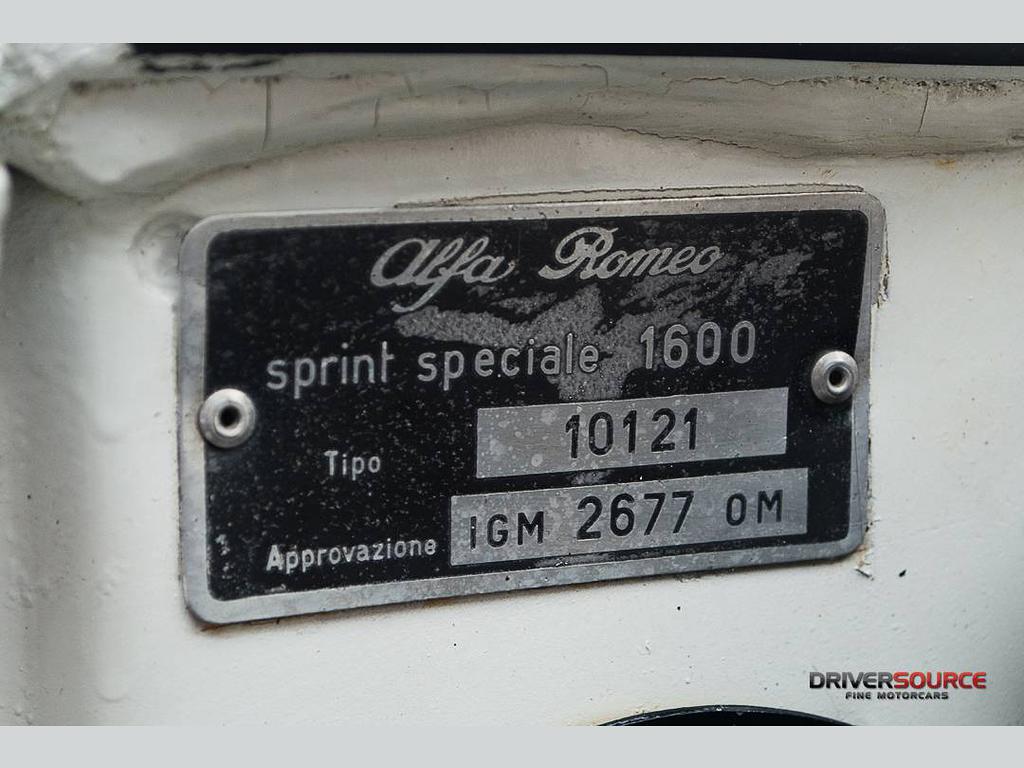 Alfa Romeo
sprint speciale 1600
Tipo 10121
Approvazione IGM 2677 OM
DRIVERSOURCE
FINE MOTORCARS